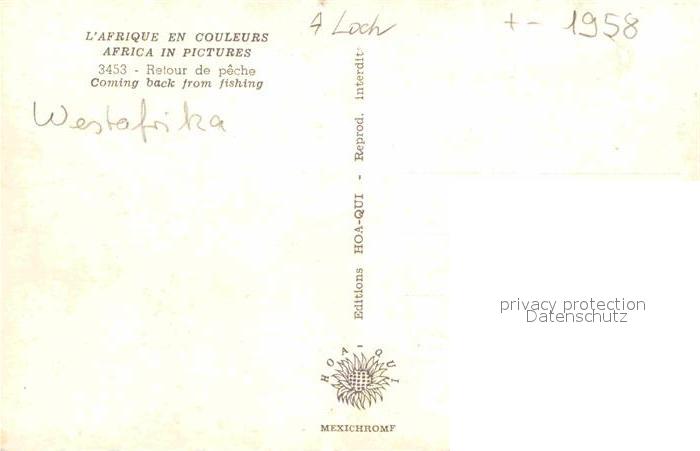 L'AFRIQUE EN COULEURS
AFRICA IN PICTURES
3453 - Retour de pêche
Coming back from fishing
Westafrika
A Loch
+- 1958
Editions HOA-QUI - Reprod. interdite
HOA-QUI
MEXICHROME
privacy protection
Datenschutz